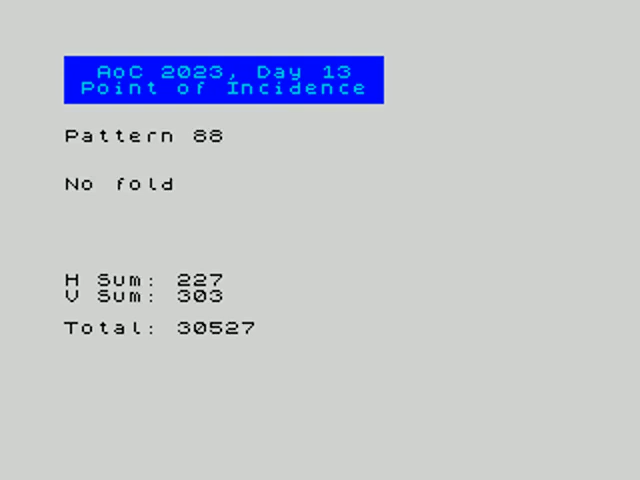 AoC 2023, Day 13
Point of Incidence
Pattern 88
No fold
H Sum: 227
V Sum: 303
Total: 30527